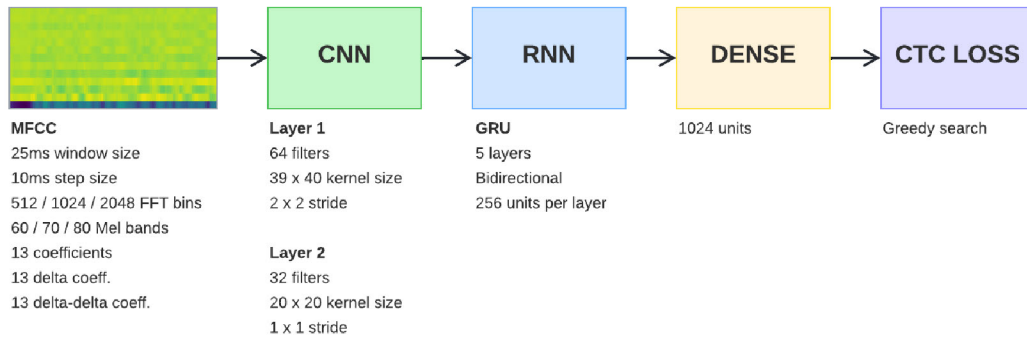 CNN
RNN
DENSE
CTC LOSS
MFCC
25ms window size
10ms step size
512 / 1024 / 2048 FFT bins
60 / 70 / 80 Mel bands
13 coefficients
13 delta coeff.
13 delta-delta coeff.
Layer 1
64 filters
39 x 40 kernel size
2 x 2 stride
Layer 2
32 filters
20 x 20 kernel size
1 x 1 stride
GRU
5 layers
Bidirectional
256 units per layer
1024 units
Greedy search